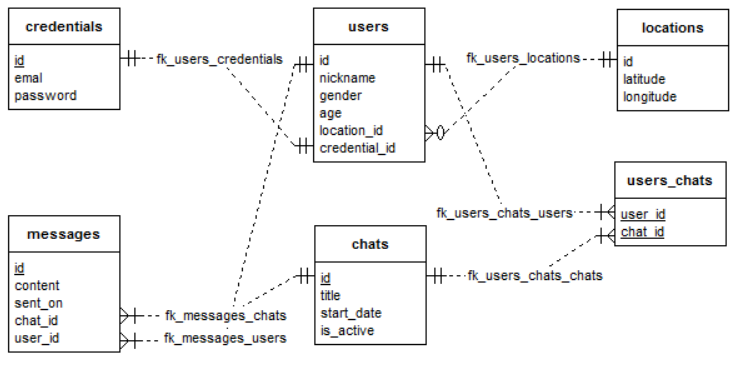 credentials
id
emal
password
fk_users_credentials
users
id
nickname
gender
age
location_id
credential_id
fk_users_locations
locations
id
latitude
longitude
users_chats
user_id
chat_id
fk_users_chats_users
fk_users_chats_chats
messages
id
content
sent_on
chat_id
user_id
fk_messages_chats
fk_messages_users
chats
id
title
start_date
is_active